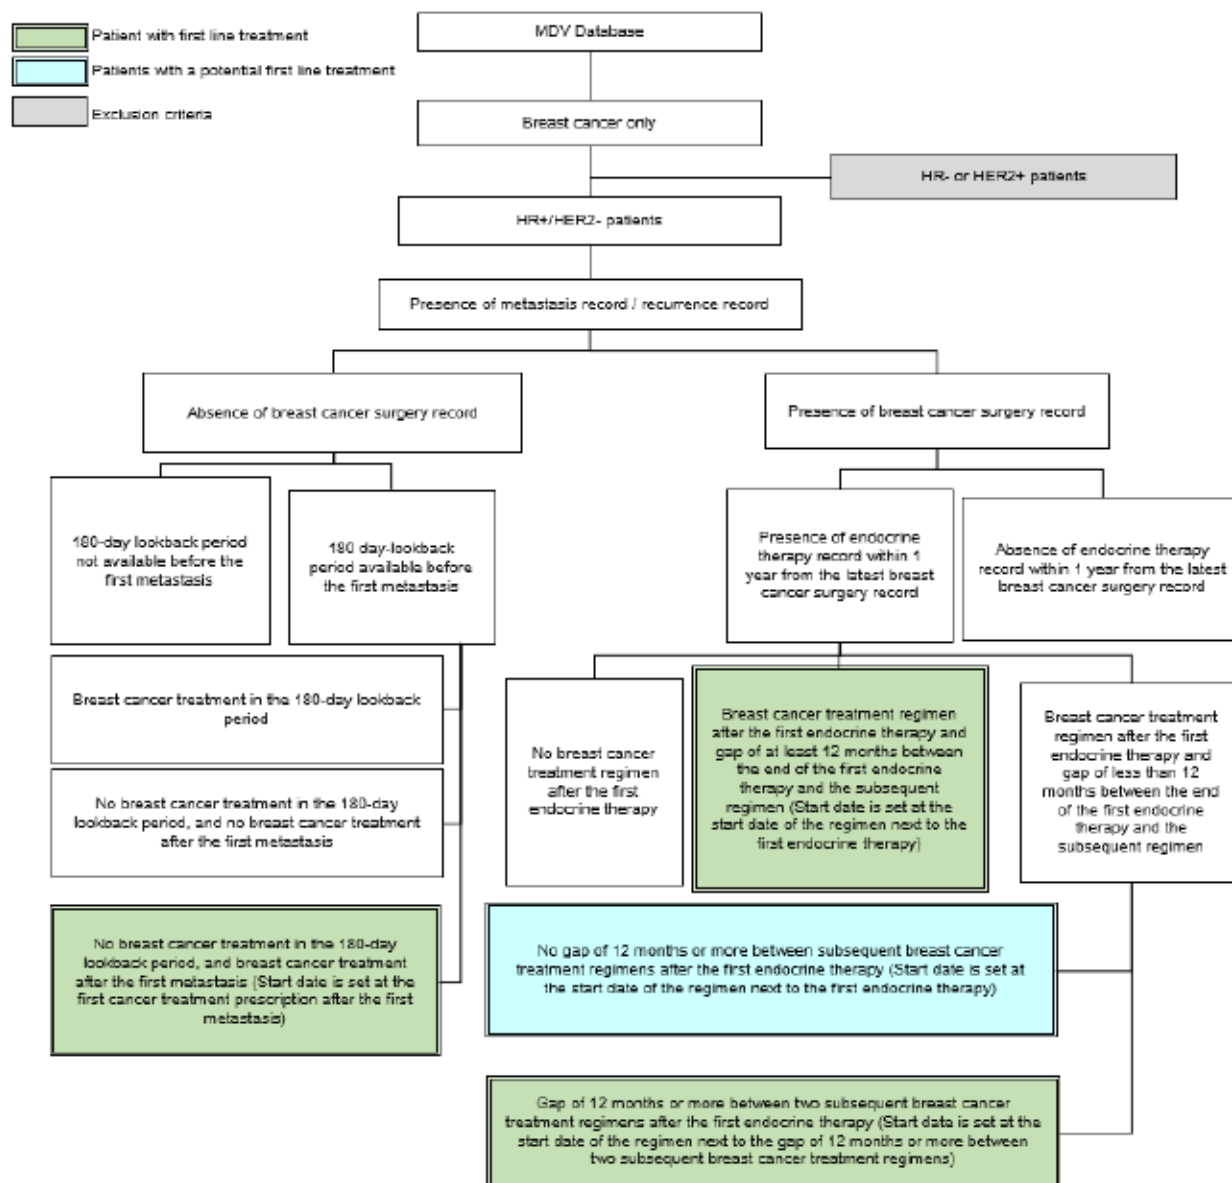 Patient with first line treatment
Patients with a potential first line treatment
Exclusion criteria
MDV Database
Breast cancer only
HR- or HER2+ patients
HR+/HER2- patients
Presence of metastasis record / recurrence record
Absence of breast cancer surgery record
Presence of breast cancer surgery record
180-day lookback period
not available before the
first metastasis
180 day-lookback
period available before
the first metastasis
Presence of endocrine
therapy record within 1
year from the latest breast
cancer surgery record
Absence of endocrine therapy
record within 1 year from the latest
breast cancer surgery record
Breast cancer treatment in the 180-day lookback
period
No breast cancer treatment in the 180-day
lookback period, and no breast cancer treatment
after the first metastasis
No breast cancer treatment in the 180-day
lookback period, and breast cancer treatment
after the first metastasis (Start date is set at the
first cancer treatment prescription after the first
metastasis)
No breast cancer
treatment regimen
after the first
endocrine therapy
Breast cancer treatment regimen
after the first endocrine therapy and
gap of at least 12 months between
the end of the first endocrine
therapy and the subsequent
regimen (Start date is set at the
start date of the regimen next to the
first endocrine therapy)
Breast cancer treatment
regimen after the first
endocrine therapy and
gap of less than 12
months between the end
of the first endocrine
therapy and the
subsequent regimen
No gap of 12 months or more between subsequent breast cancer
treatment regimens after the first endocrine therapy (Start date is set at
the start date of the regimen next to the first endocrine therapy)
Gap of 12 months or more between two subsequent breast cancer
treatment regimens after the first endocrine therapy (Start date is set at the
start date of the regimen next to the gap of 12 months or more between
two subsequent breast cancer treatment regimens)